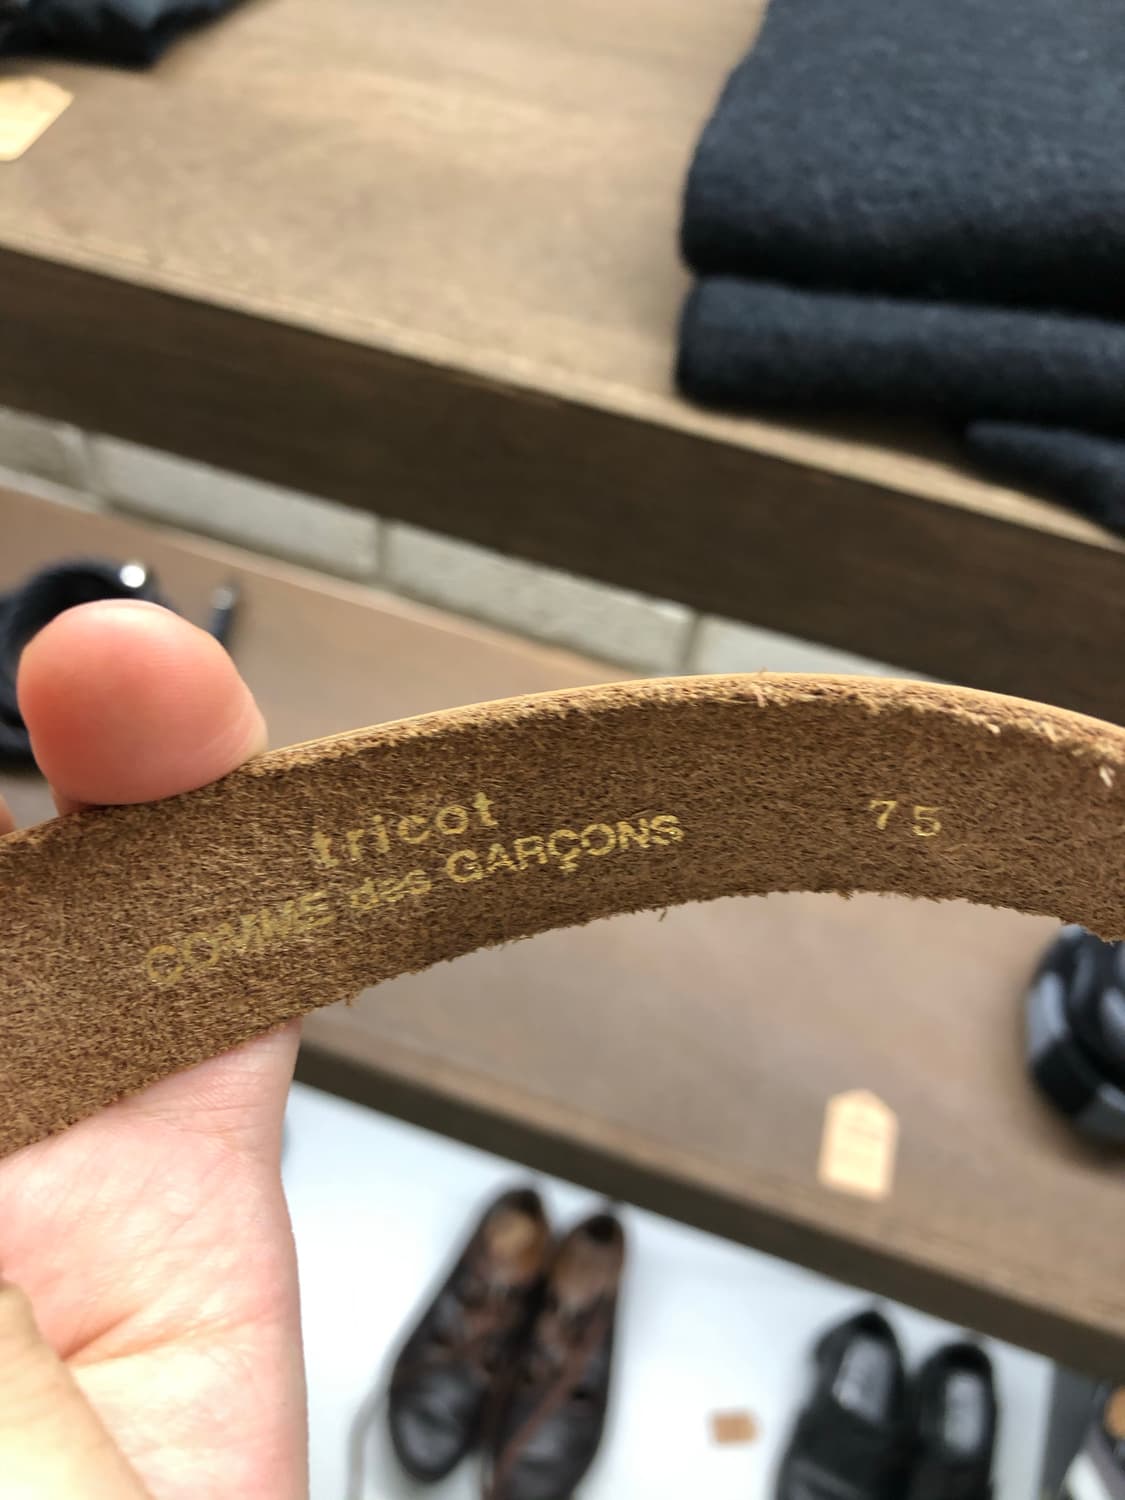 tricot
COMME des GARÇONS
75